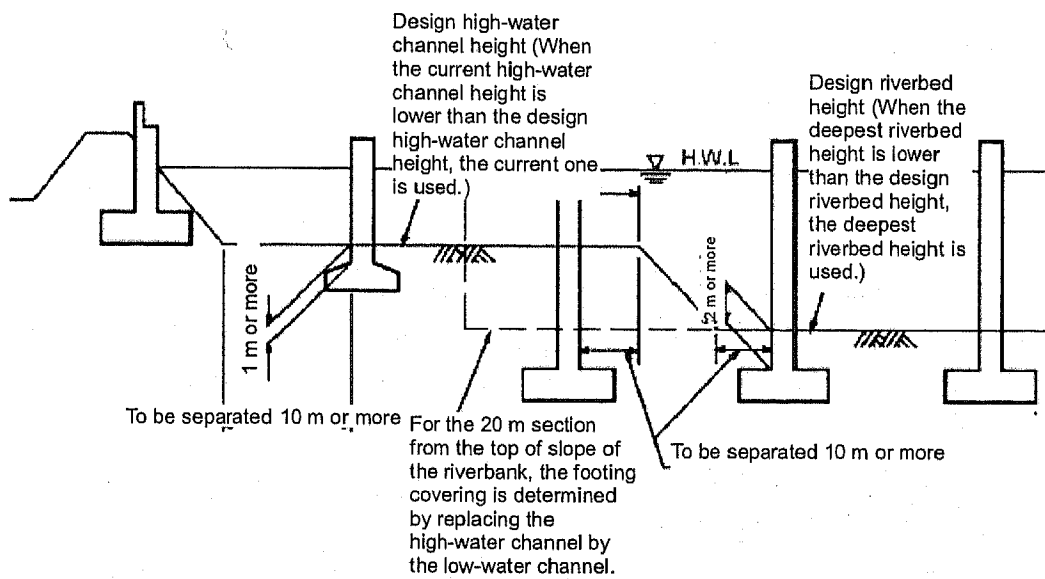 Design high-water
channel height (When
the current high-water
channel height is
lower than the design
high-water channel
height, the current one
is used.)
H.W.L
Design riverbed
height (When the
deepest riverbed
height is lower
than the design
riverbed height,
the deepest
riverbed height is
used.)
1 m or more
2 m or more
To be separated 10 m or more
For the 20 m section
from the top of slope of
the riverbank, the footing
covering is determined
by replacing the
high-water channel by
the low-water channel.
To be separated 10 m or more